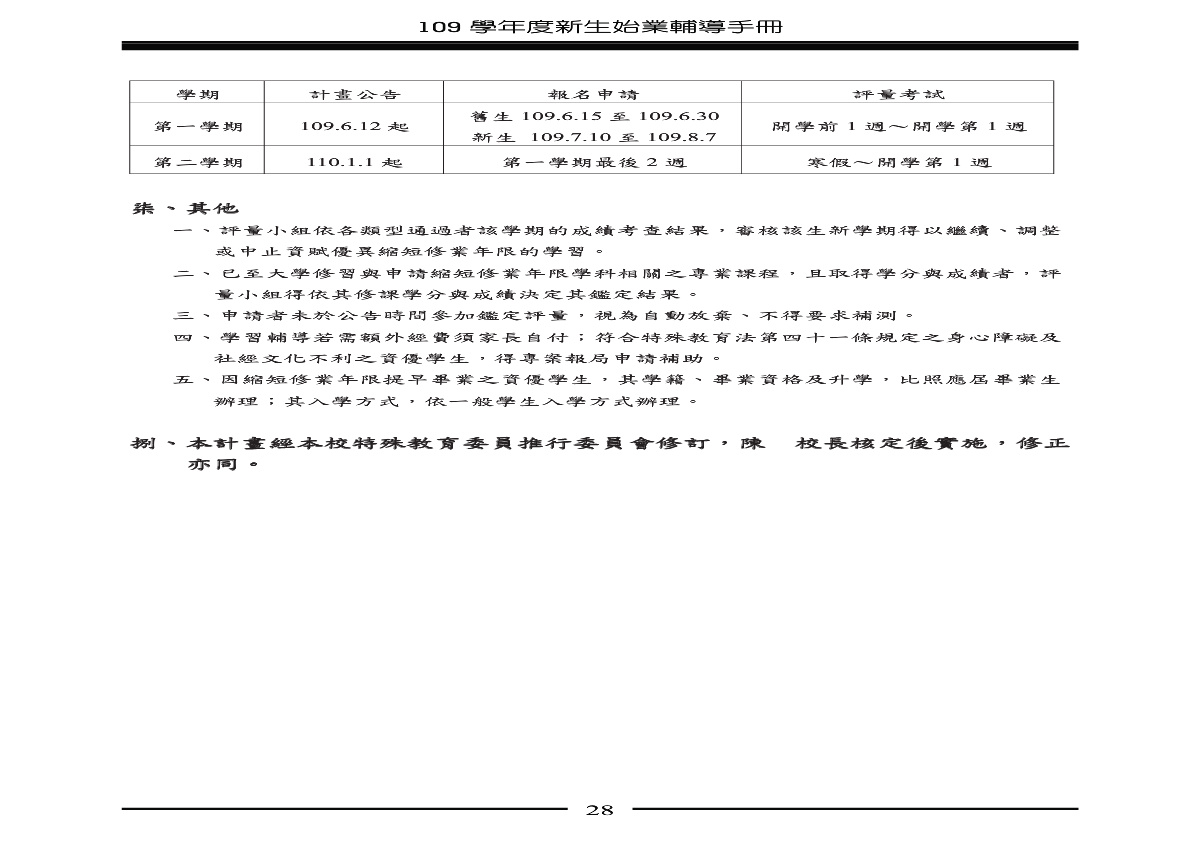 109 學年度新生始業輔導手冊
學期 計畫公告 報名申請 評量考試
第一學期 109.6.12 起 舊生 109.6.15 至 109.6.30 開學前 1 週～開學第 1 週
新生 109.7.10 至 109.8.7
第二學期 110.1.1 起 第一學期最後 2 週 寒假～開學第 1 週
柒、其他
一、評量小組依各類型通過者該學期的成績考查結果，審核該生新學期得以繼續、調整
或中止資賦優異縮短修業年限的學習。
二、已至大學修習與申請縮短修業年限學科相關之專業課程，且取得學分與成績者，評
量小組得依其修課學分與成績決定其鑑定結果。
三、申請者未於公告時間參加鑑定評量，視為自動放棄、不得要求補測。
四、學習輔導若需額外經費須家長自付；符合特殊教育法第四十一條規定之身心障礙及
社經文化不利之資優學生，得專案報局申請補助。
五、因縮短修業年限提早畢業之資優學生，其學籍、畢業資格及升學，比照應屆畢業生
辦理；其入學方式，依一般學生入學方式辦理。
捌、本計畫經本校特殊教育委員推行委員會修訂，陳　校長核定後實施，修正
亦同。
28